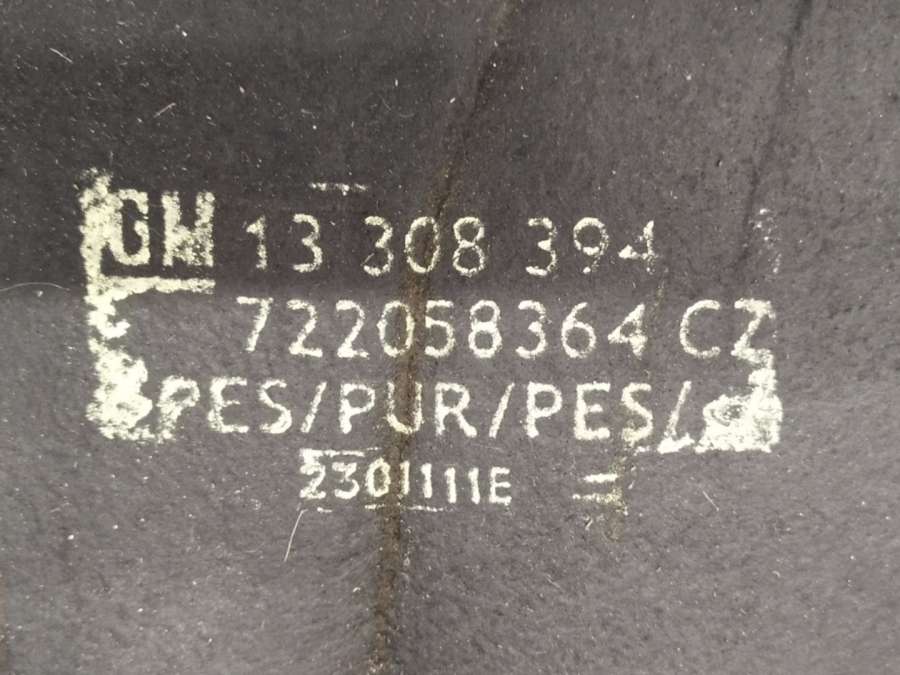 GM 13 308 394
722058364 CZ
PES/PUR/PES/
2301111E